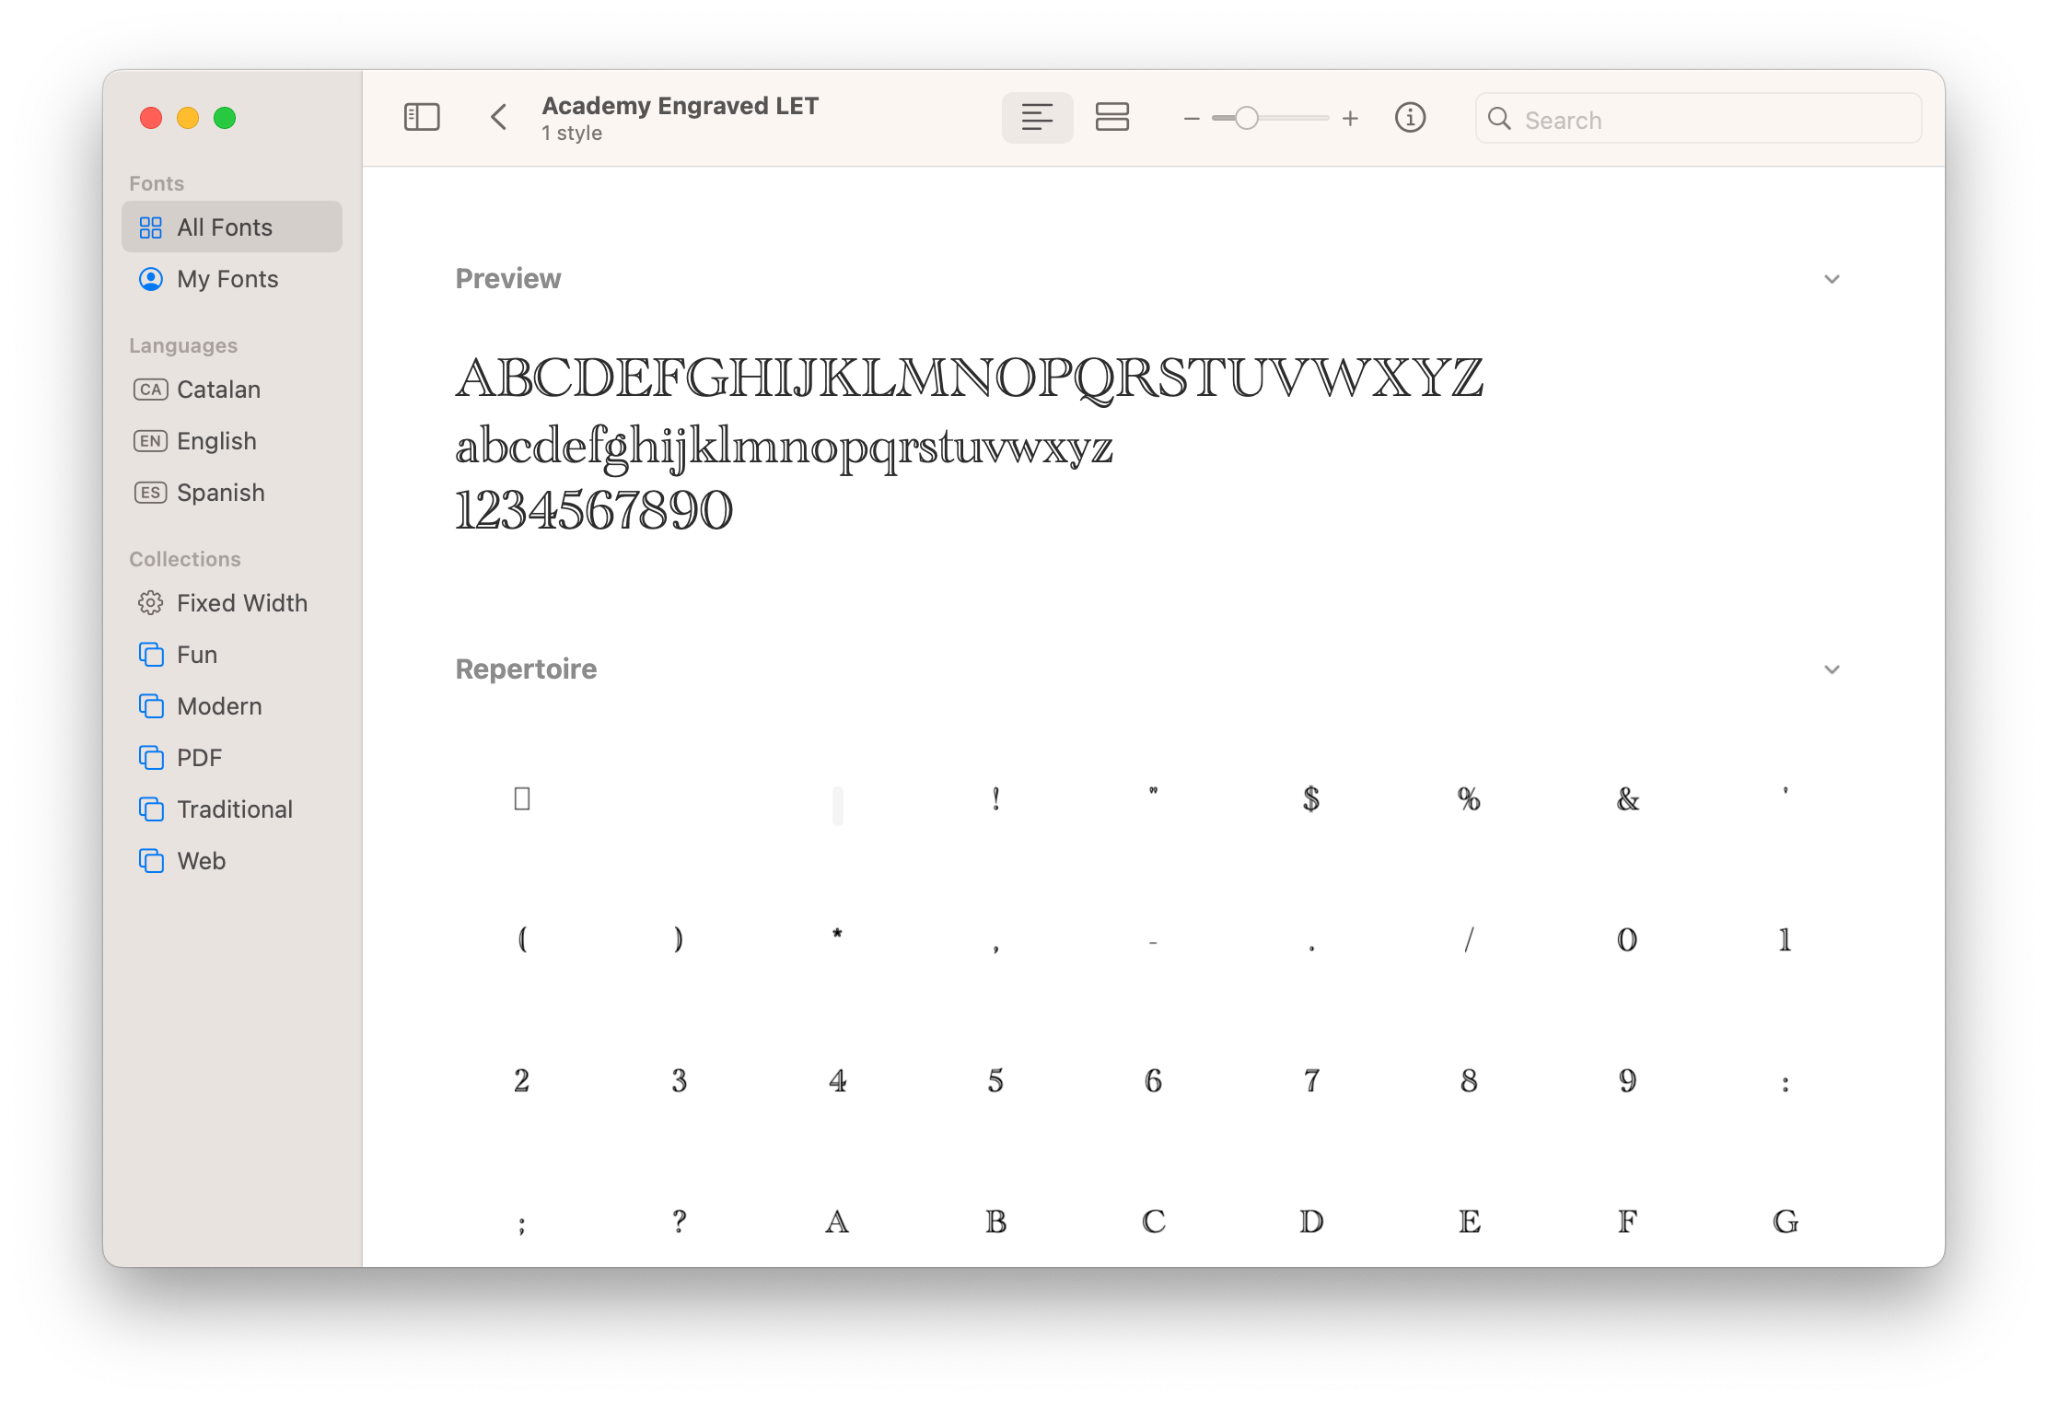 Academy Engraved LET
1 style
Search
Fonts
All Fonts
My Fonts
Languages
CA Catalan
EN English
ES Spanish
Collections
Fixed Width
Fun
Modern
PDF
Traditional
Web
Preview
ABCDEFGHIJKLMNOPQRSTUVWXYZ
abcdefghijklmnopqrstuvwxyz
1234567890
Repertoire
! " $ % & '
( ) * , - . / 0 1
2 3 4 5 6 7 8 9 :
; ? A B C D E F G